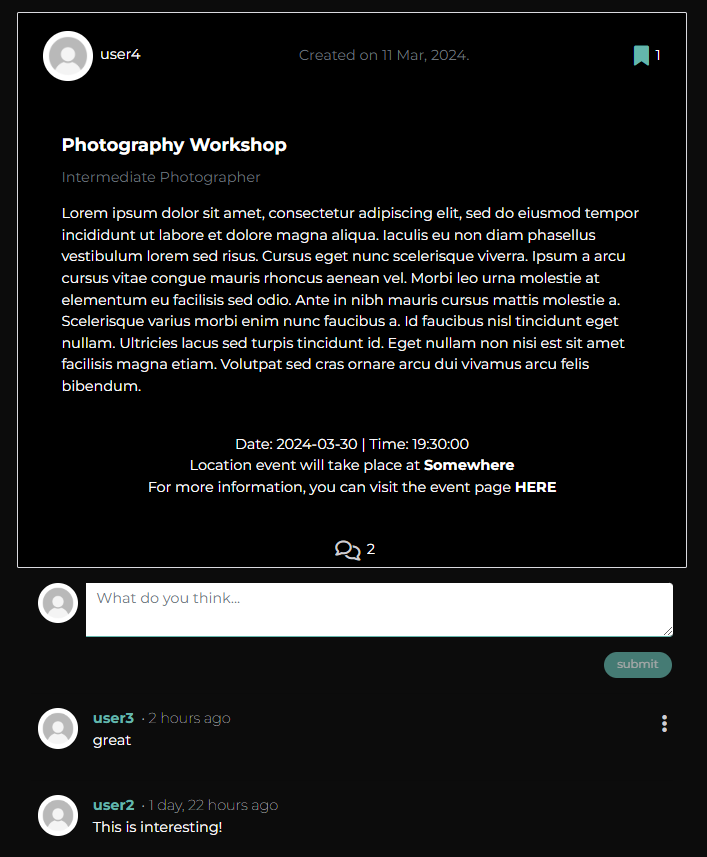 user4
Created on 11 Mar, 2024.
1
Photography Workshop
Intermediate Photographer
Lorem ipsum dolor sit amet, consectetur adipiscing elit, sed do eiusmod tempor
incididunt ut labore et dolore magna aliqua. Iaculis eu non diam phasellus
vestibulum lorem sed risus. Cursus eget nunc scelerisque viverra. Ipsum a arcu
cursus vitae congue mauris rhoncus aenean vel. Morbi leo urna molestie at
elementum eu facilisis sed odio. Ante in nibh mauris cursus mattis molestie a.
Scelerisque varius morbi enim nunc faucibus a. Id faucibus nisl tincidunt eget
nullam. Ultricies lacus sed turpis tincidunt id. Eget nullam non nisi est sit amet
facilisis magna etiam. Volutpat sed cras ornare arcu dui vivamus arcu felis
bibendum.
Date: 2024-03-30 | Time: 19:30:00
Location event will take place at Somewhere
For more information, you can visit the event page HERE
2
What do you think...
submit
user3 · 2 hours ago
great
user2 · 1 day, 22 hours ago
This is interesting!